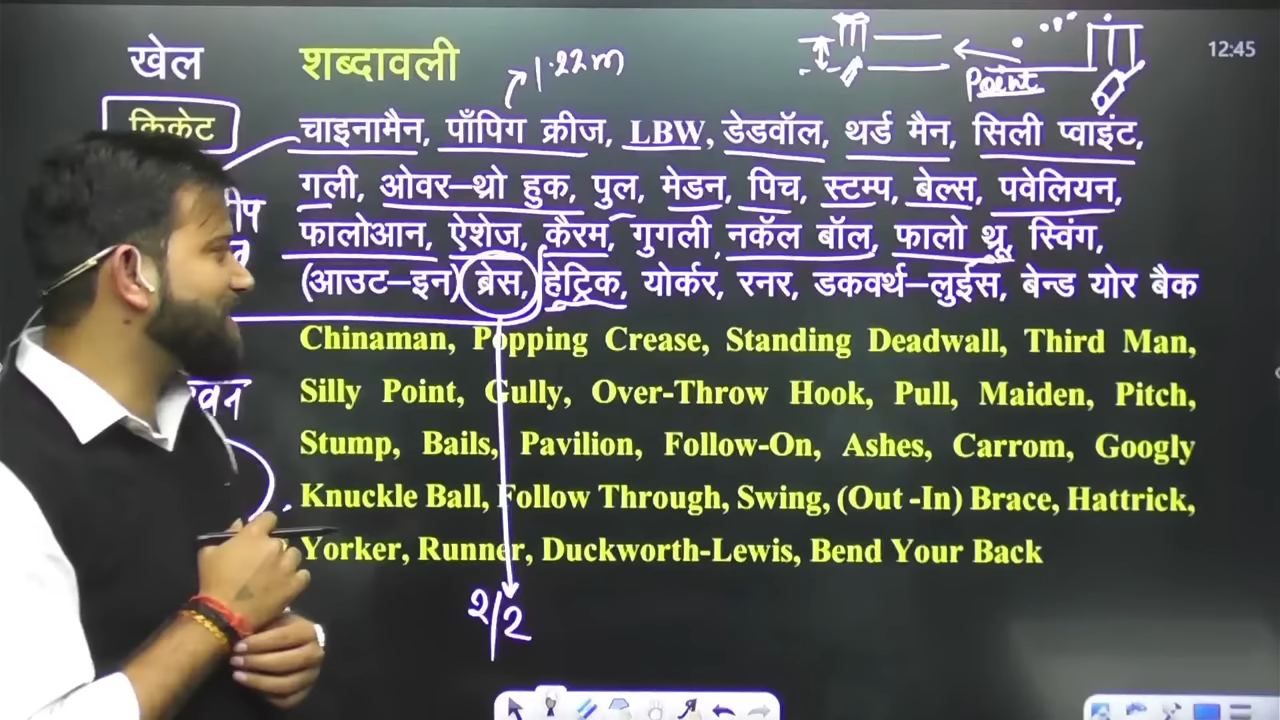 खेल शब्दावली
1.22m
Point
12:45
क्रिकेट
चाइनामैन, पॉपिग क्रीज, LBW, डेडवॉल, थर्ड मैन, सिली प्वाइंट,
गली, ओवर–थ्रो हुक, पुल, मेडन, पिच, स्टम्प, बेल्स, पवेलियन,
फालोआन, ऐशेज, कैरम, गुगली, नकॅल बॉल, फालो थ्रू, स्विंग,
(आउट–इन) ब्रेस, हेट्रिक, योर्कर, रनर, डकवर्थ–लुईस, बेन्ड योर बैक
Chinaman, Popping Crease, Standing Deadwall, Third Man,
Silly Point, Gully, Over-Throw Hook, Pull, Maiden, Pitch,
Stump, Bails, Pavilion, Follow-On, Ashes, Carrom, Googly
Knuckle Ball, Follow Through, Swing, (Out -In) Brace, Hattrick,
Yorker, Runner, Duckworth-Lewis, Bend Your Back
2/2